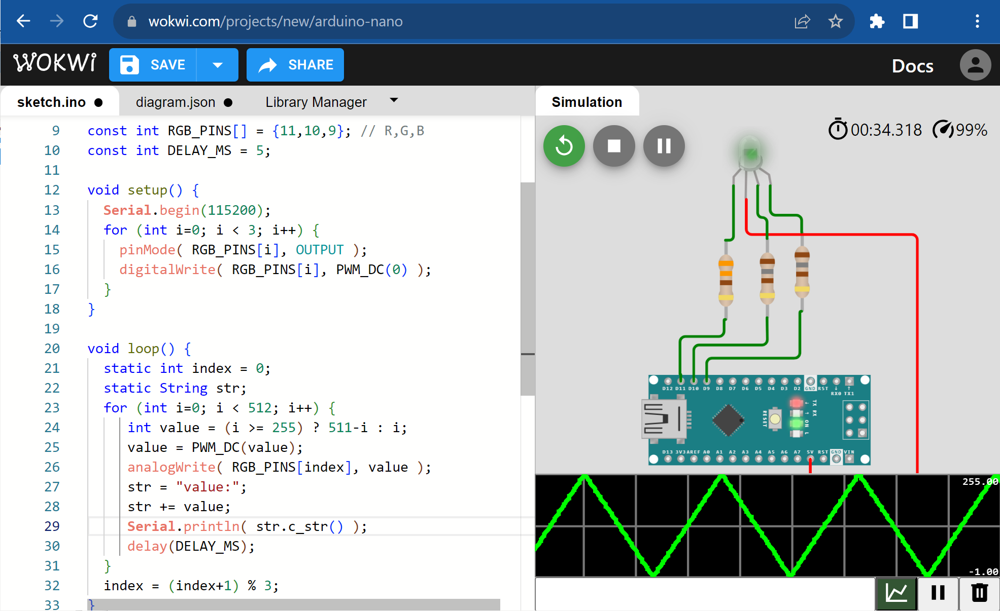 wokwi.com/projects/new/arduino-nano
WOKWi
SAVE
SHARE
Docs
sketch.ino ●
diagram.json ●
Library Manager
9 const int RGB_PINS[] = {11,10,9}; // R,G,B
10 const int DELAY_MS = 5;
11
12 void setup() {
13 Serial.begin(115200);
14 for (int i=0; i < 3; i++) {
15 pinMode( RGB_PINS[i], OUTPUT );
16 digitalWrite( RGB_PINS[i], PWM_DC(0) );
17 }
18 }
19
20 void loop() {
21 static int index = 0;
22 static String str;
23 for (int i=0; i < 512; i++) {
24 int value = (i >= 255) ? 511-i : i;
25 value = PWM_DC(value);
26 analogWrite( RGB_PINS[index], value );
27 str = "value:";
28 str += value;
29 Serial.println( str.c_str() );
30 delay(DELAY_MS);
31 }
32 index = (index+1) % 3;
33 }
Simulation
00:34.318 99%
D12 D11 D10 D9 D8 D7 D6 D5 D4 D3 D2 GND RST
RX0 TX1
RESET
TX RX
ON L
D13 3V3 AREF A0 A1 A2 A3 A4 A5 A6 A7 5V RST GND VIN
255.00
-1.00